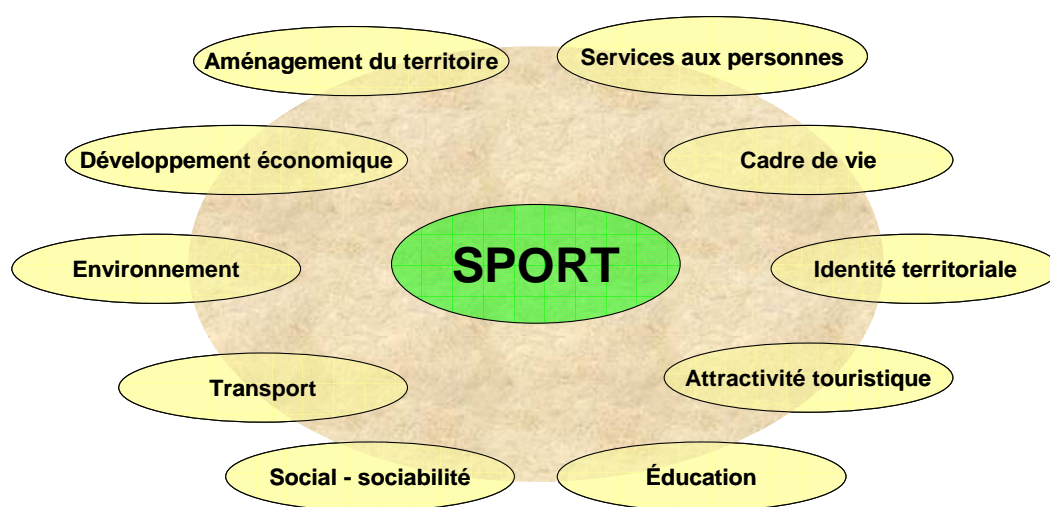 Aménagement du territoire
Services aux personnes
Développement économique
Cadre de vie
SPORT
Environnement
Identité territoriale
Transport
Attractivité touristique
Social - sociabilité
Éducation